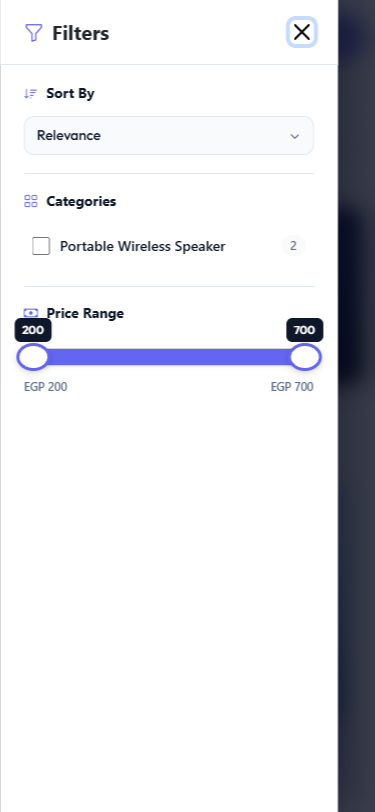 Filters
Sort By
Relevance
Categories
Portable Wireless Speaker 2
Price Range
200 700
EGP 200 EGP 700